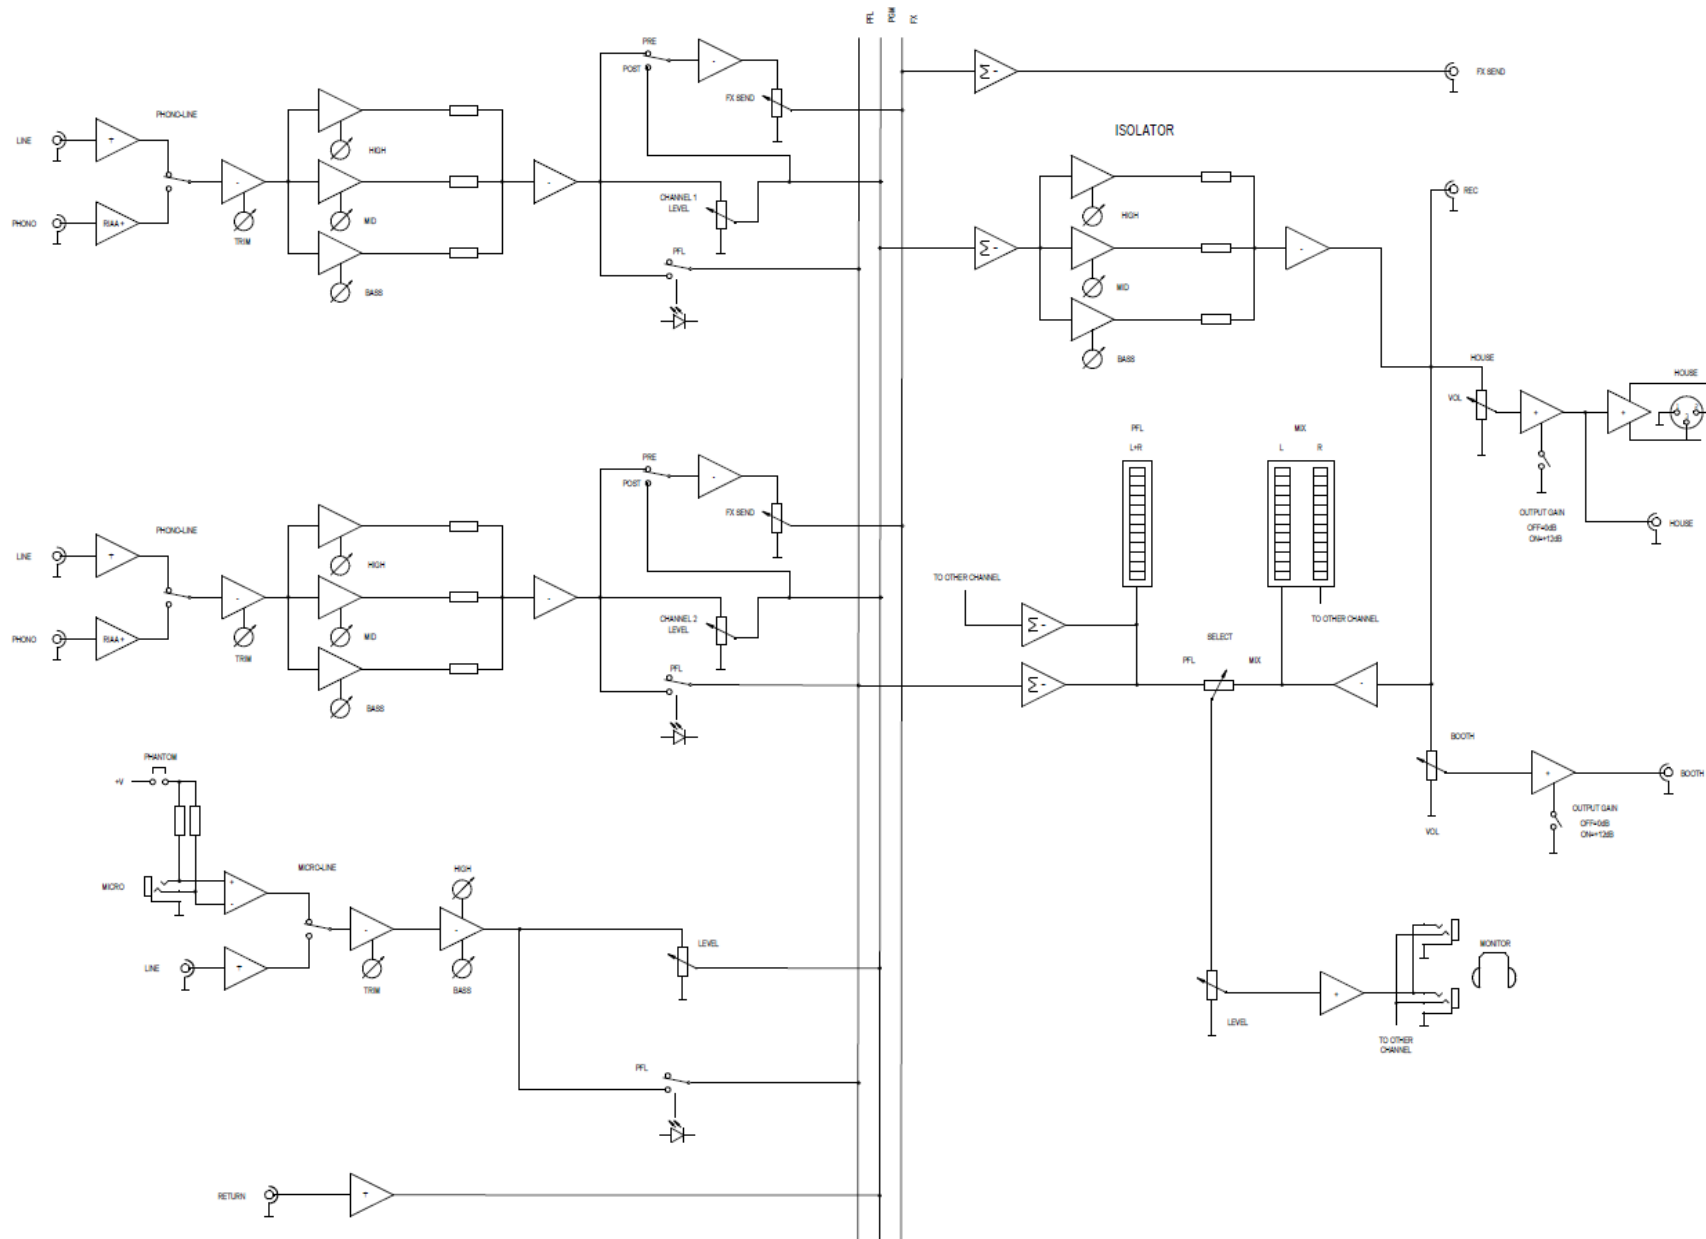 PFL
PGM
FX
PRE
POST
FX SEND
FX SEND
PHONO-LINE
LINE
+
HIGH
ISOLATOR
Σ -
PHONO
RIAA +
-
TRIM
MID
-
CHANNEL 1
LEVEL
REC
HIGH
BASS
PFL
Σ -
-
MID
BASS
HOUSE
VOL
+
+
HOUSE
OUTPUT GAIN
OFF=0dB
ON=+12dB
HOUSE
PRE
POST
-
FX SEND
PFL
L+R
MIX
L
R
PHONO-LINE
LINE
+
HIGH
TO OTHER CHANNEL
Σ -
TO OTHER CHANNEL
PHONO
RIAA +
-
TRIM
MID
-
CHANNEL 2
LEVEL
SELECT
PFL
MIX
BASS
PFL
Σ -
-
PHANTOM
+V
BOOTH
VOL
+
BOOTH
OUTPUT GAIN
OFF=0dB
ON=+12dB
MICRO
+
-
MICRO-LINE
HIGH
-
TRIM
-
BASS
LINE
+
LEVEL
MONITOR
LEVEL
+
TO OTHER
CHANNEL
PFL
RETURN
+